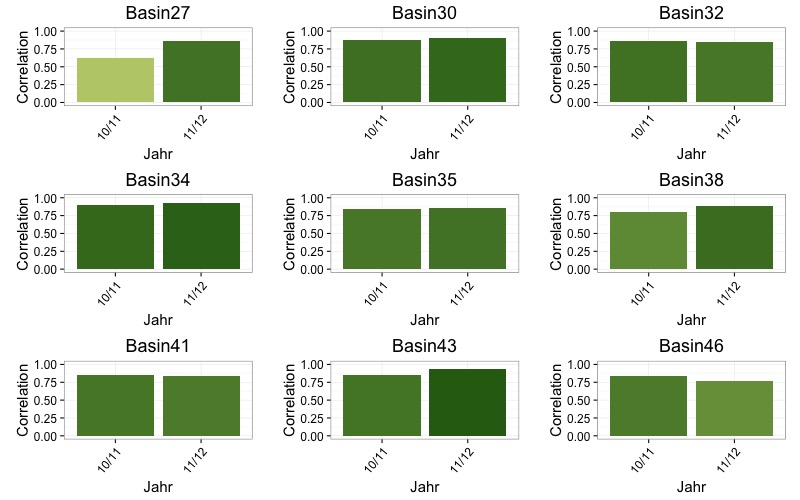 Basin27
Correlation
1.00
0.75
0.50
0.25
0.00
10/11
11/12
Jahr
Basin30
Correlation
1.00
0.75
0.50
0.25
0.00
10/11
11/12
Jahr
Basin32
Correlation
1.00
0.75
0.50
0.25
0.00
10/11
11/12
Jahr
Basin34
Correlation
1.00
0.75
0.50
0.25
0.00
10/11
11/12
Jahr
Basin35
Correlation
1.00
0.75
0.50
0.25
0.00
10/11
11/12
Jahr
Basin38
Correlation
1.00
0.75
0.50
0.25
0.00
10/11
11/12
Jahr
Basin41
Correlation
1.00
0.75
0.50
0.25
0.00
10/11
11/12
Jahr
Basin43
Correlation
1.00
0.75
0.50
0.25
0.00
10/11
11/12
Jahr
Basin46
Correlation
1.00
0.75
0.50
0.25
0.00
10/11
11/12
Jahr